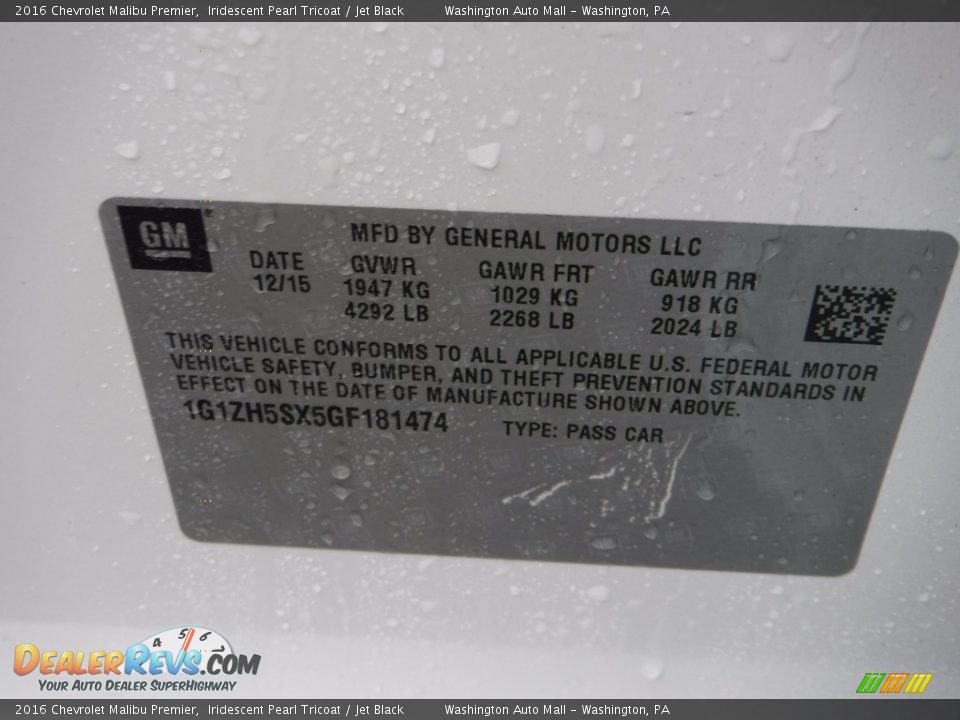 2016 Chevrolet Malibu Premier,  Iridescent Pearl Tricoat / Jet Black          Washington Auto Mall - Washington, PA
GM
MFD BY GENERAL MOTORS LLC
DATE GVWR GAWR FRT GAWR RR
12/15 1947 KG 1029 KG 918 KG
4292 LB 2268 LB 2024 LB
THIS VEHICLE CONFORMS TO ALL APPLICABLE U.S. FEDERAL MOTOR
VEHICLE SAFETY, BUMPER, AND THEFT PREVENTION STANDARDS IN
EFFECT ON THE DATE OF MANUFACTURE SHOWN ABOVE.
1G1ZH5SX5GF181474 TYPE: PASS CAR
4 5 6
DEALERREVS.COM
YOUR AUTO DEALER SUPERHIGHWAY
2016 Chevrolet Malibu Premier,  Iridescent Pearl Tricoat / Jet Black          Washington Auto Mall - Washington, PA